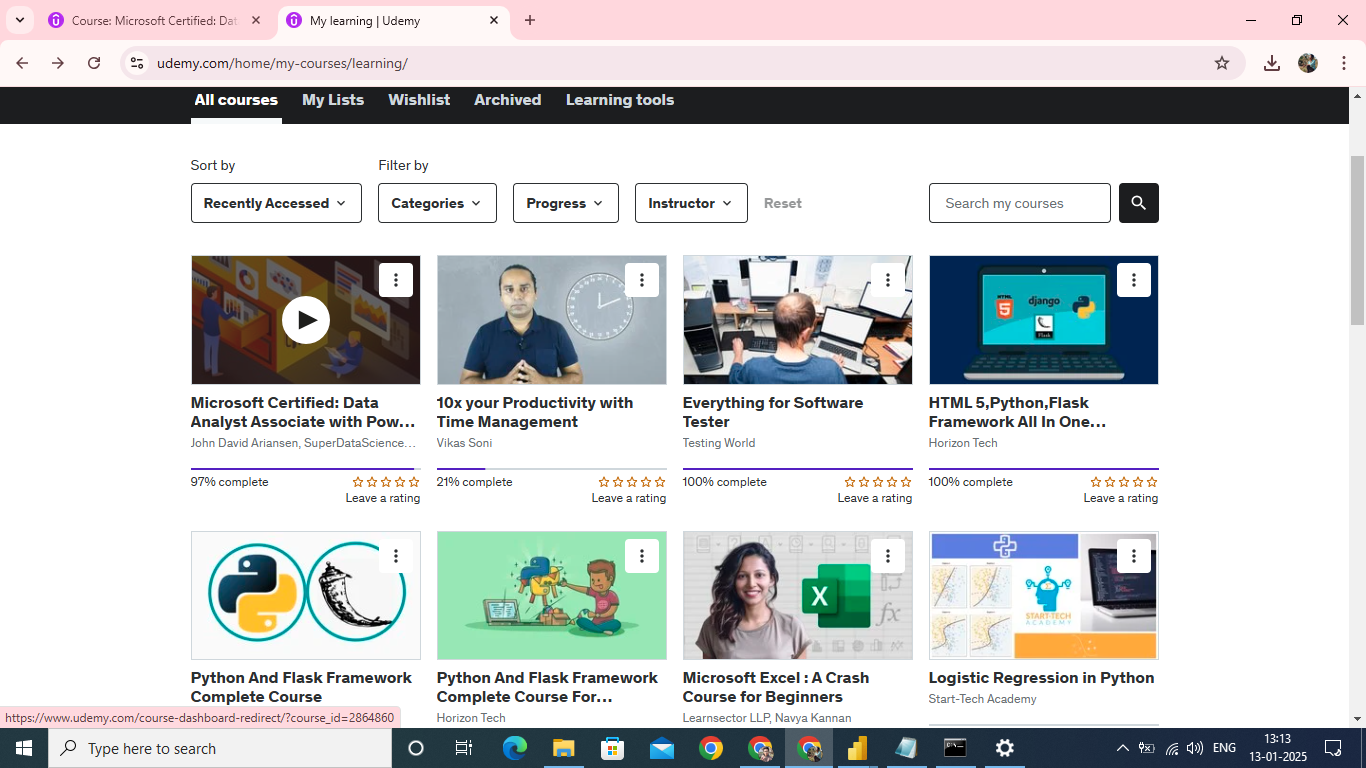 Course: Microsoft Certified: Dat
My learning | Udemy
udemy.com/home/my-courses/learning/
All courses
My Lists
Wishlist
Archived
Learning tools
Sort by
Filter by
Recently Accessed
Categories
Progress
Instructor
Reset
Search my courses
HTML
5
django
Flask
Microsoft Certified: Data
Analyst Associate with Pow…
John David Ariansen, SuperDataScience…
97% complete
Leave a rating
10x your Productivity with
Time Management
Vikas Soni
21% complete
Leave a rating
Everything for Software
Tester
Testing World
100% complete
Leave a rating
HTML 5,Python,Flask
Framework All In One…
Horizon Tech
100% complete
Leave a rating
X
fx
START-TECH
ACADEMY
Python And Flask Framework
Complete Course
Python And Flask Framework
Complete Course For…
Horizon Tech
Microsoft Excel : A Crash
Course for Beginners
Learnsector LLP, Navya Kannan
Logistic Regression in Python
Start-Tech Academy
https://www.udemy.com/course-dashboard-redirect/?course_id=2864860
Type here to search
ENG
13:13
13-01-2025